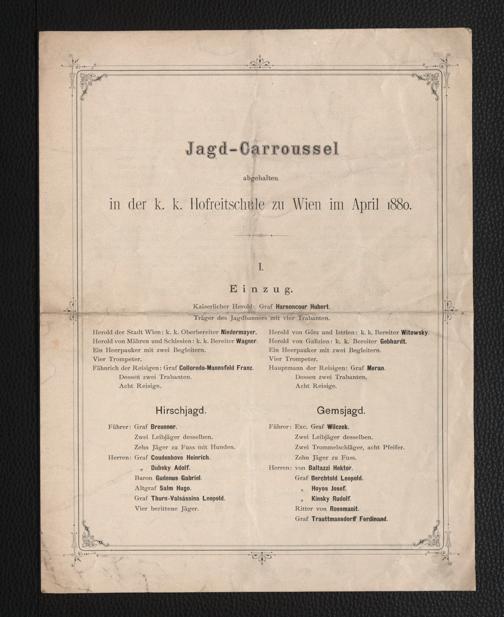 Jagd-Carroussel
abgehalten
in der k. k. Hofreitschule zu Wien im April 1880.
I.
Einzug.
Kaiserlicher Herold: Graf Harnoncour Hubert.
Träger des Jagdbanners mit vier Trabanten.
Herold der Stadt Wien: k. k. Oberbereiter Niedermayer.
Herold von Mähren und Schlesien: k. k. Bereiter Wagner.
Ein Heerpauker mit zwei Begleitern.
Vier Trompeter.
Fähnrich der Reisigen: Graf Colloredo-Mannsfeld Franz.
Dessen zwei Trabanten.
Acht Reisige.
Herold von Görz und Istrien: k. k. Bereiter Witowsky.
Herold von Galizien: k. k. Bereiter Gebhardt.
Ein Heerpauker mit zwei Begleitern.
Vier Trompeter.
Hauptmann der Reisigen: Graf Meran.
Dessen zwei Trabanten.
Acht Reisige.
Hirschjagd.
Führer: Graf Breunner.
Zwei Leibjäger desselben.
Zehn Jäger zu Fuss mit Hunden.
Herren: Graf Coudenhove Heinrich.
„ Dubsky Adolf.
Baron Gudenus Gabriel.
Altgraf Salm Hugo.
Graf Thurn-Valsássina Leopold.
Vier berittene Jäger.
Gemsjagd.
Führer: Exc. Graf Wilczek.
Zwei Leibjäger desselben.
Zwei Trommelschläger, acht Pfeifer.
Zehn Jäger zu Fuss.
Herren: von Baltazzi Hektor.
Graf Berchtold Leopold.
„ Hoyos Josef.
„ Kinsky Rudolf.
Ritter von Rosmanit.
Graf Trauttmansdorff Ferdinand.